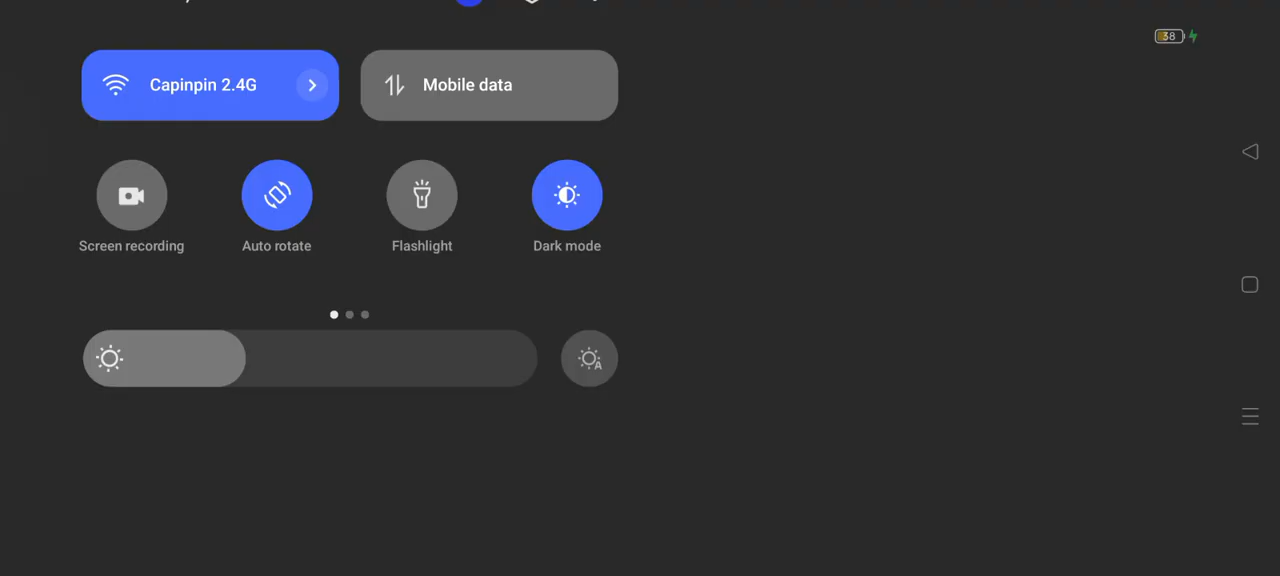 38
Capinpin 2.4G
Mobile data
Screen recording
Auto rotate
Flashlight
Dark mode
A